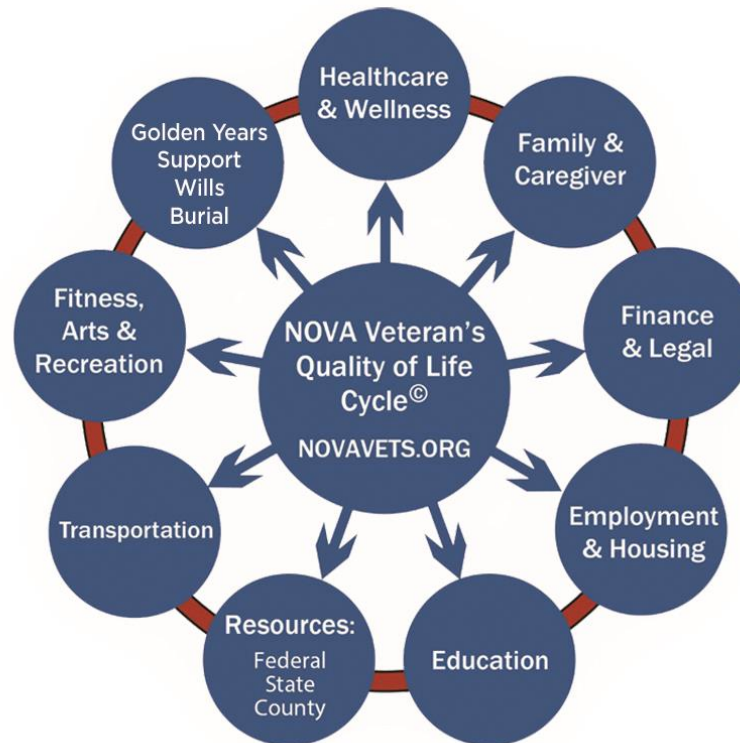 Healthcare
& Wellness
Family &
Caregiver
Finance
& Legal
Employment
& Housing
Education
Resources:
Federal
State
County
Transportation
Fitness,
Arts &
Recreation
Golden Years
Support
Wills
Burial
NOVA Veteran's
Quality of Life
Cycle©
NOVAVETS.ORG